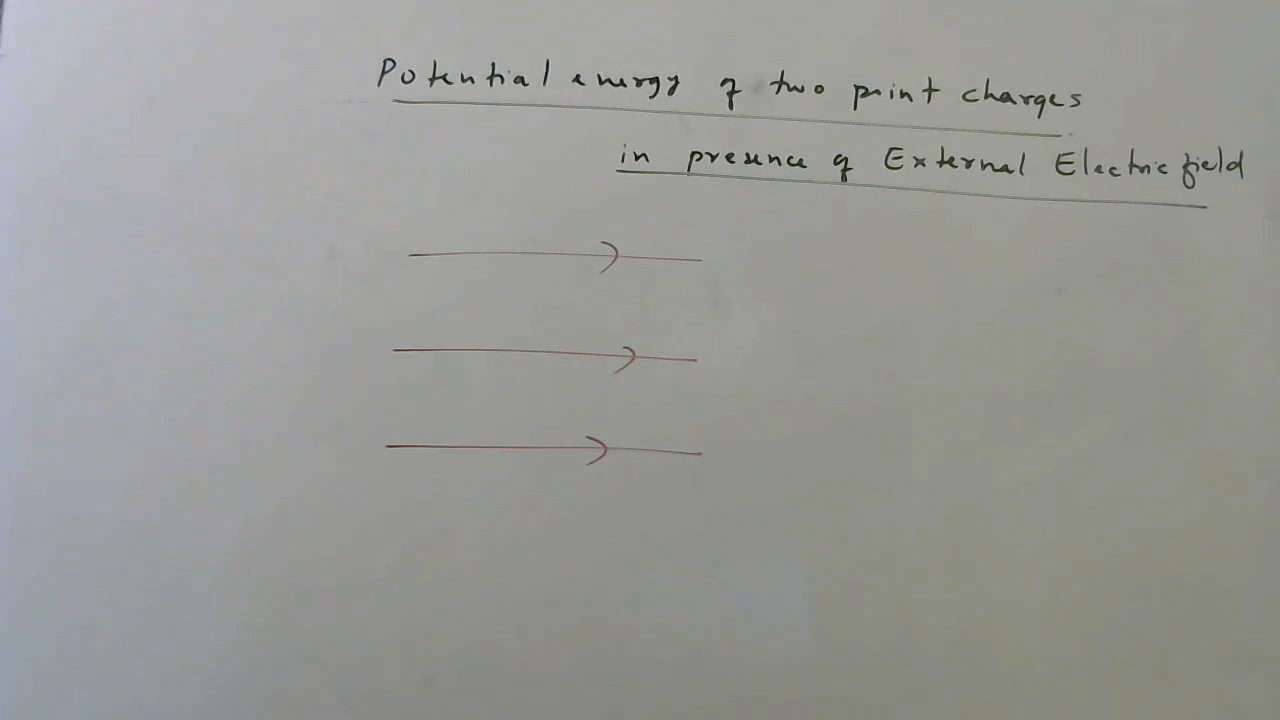 Potential energy of two point charges
in presence of External Electric field